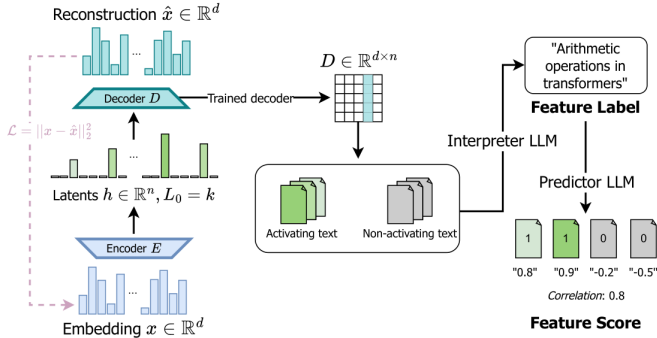 Reconstruction x̂ ∈ ℝ^d
...
Decoder D
Trained decoder
D ∈ ℝ^{d×n}
ℒ = ||x − x̂||₂²
...
Latents h ∈ ℝ^n, L₀ = k
Encoder E
...
Embedding x ∈ ℝ^d
Activating text
Non-activating text
Interpreter LLM
"Arithmetic
operations in
transformers"
Feature Label
Predictor LLM
1 1 0 0
"0.8" "0.9" "-0.2" "-0.5"
Correlation: 0.8
Feature Score